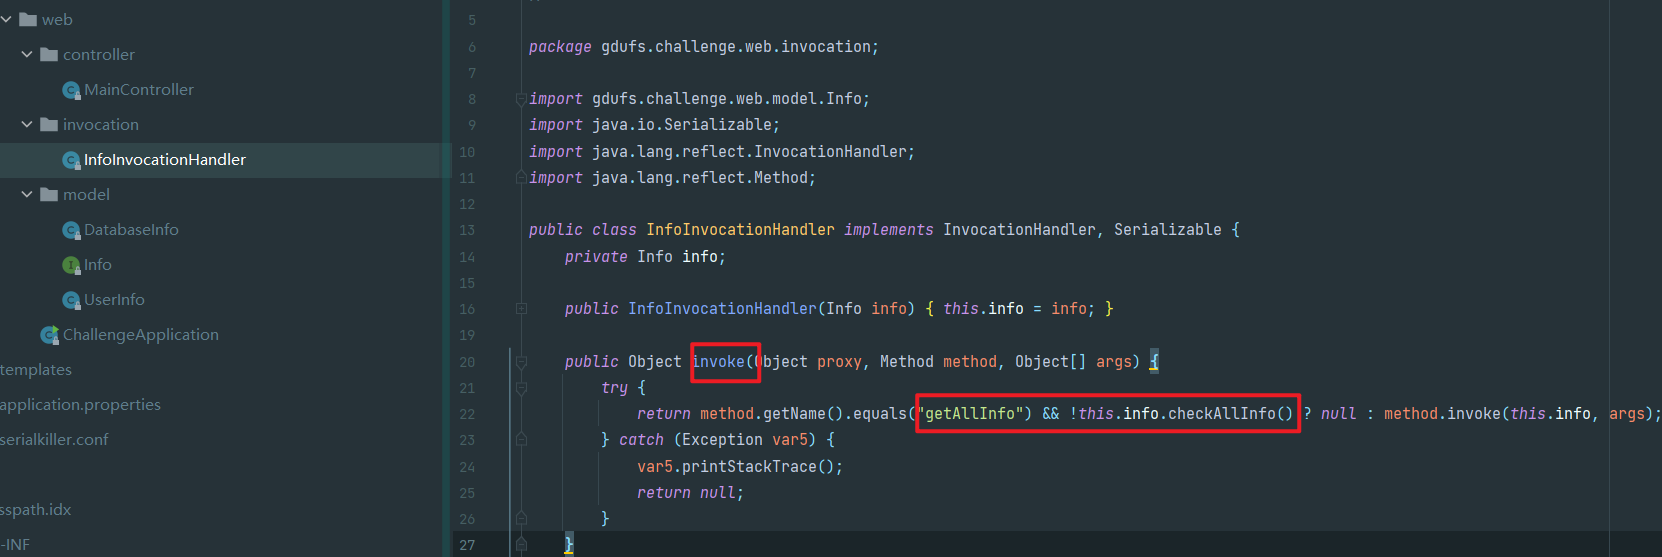 web
controller
MainController
invocation
InfoInvocationHandler
model
DatabaseInfo
Info
UserInfo
ChallengeApplication
templates
application.properties
serialkiller.conf
sspath.idx
-INF
5
6 package gdufs.challenge.web.invocation;
7
8 import gdufs.challenge.web.model.Info;
9 import java.io.Serializable;
10 import java.lang.reflect.InvocationHandler;
11 import java.lang.reflect.Method;
12
13 public class InfoInvocationHandler implements InvocationHandler, Serializable {
14 private Info info;
15
16 public InfoInvocationHandler(Info info) { this.info = info; }
19
20 public Object invoke(Object proxy, Method method, Object[] args) {
21 try {
22 return method.getName().equals("getAllInfo") && !this.info.checkAllInfo() ? null : method.invoke(this.info, args);
23 } catch (Exception var5) {
24 var5.printStackTrace();
25 return null;
26 }
27 }